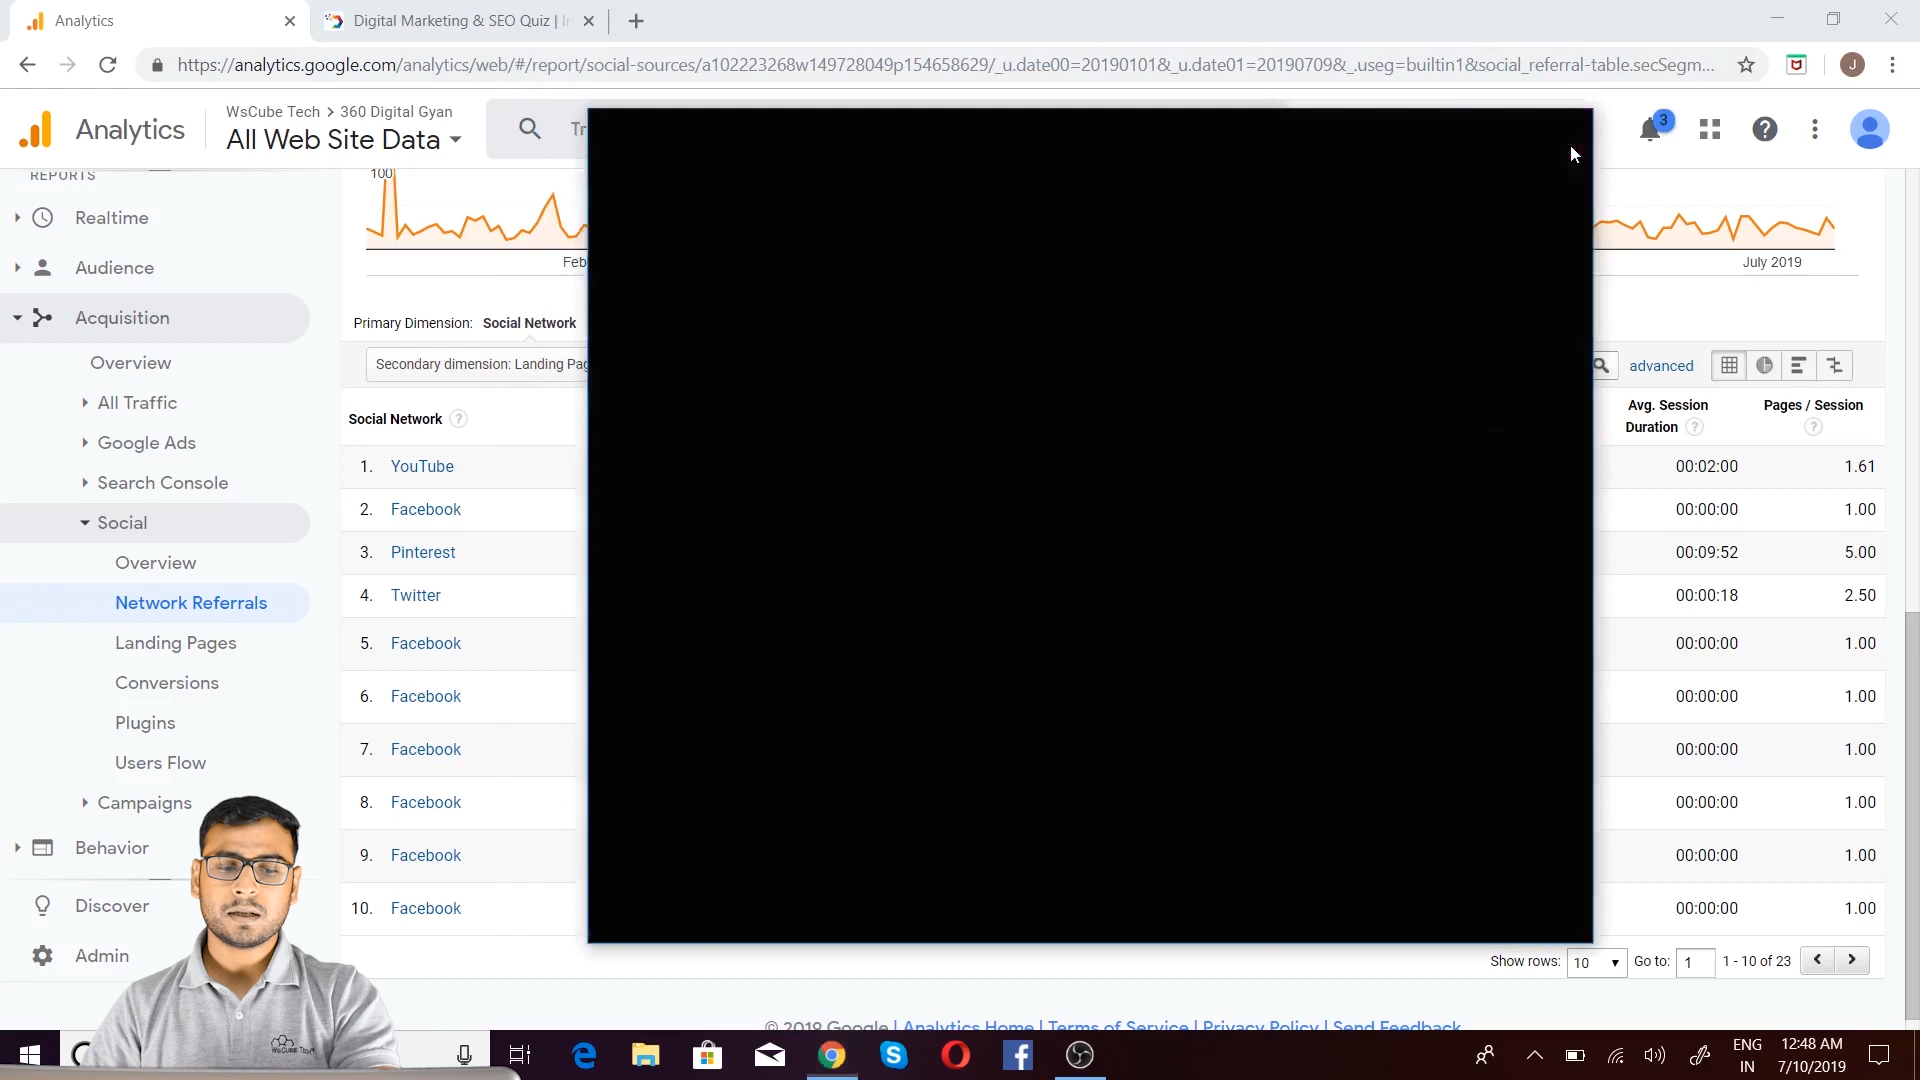 Analytics
Digital Marketing & SEO Quiz |
https://analytics.google.com/analytics/web/#/report/social-sources/a102223268w149728049p154658629/_u.date00=20190101&_u.date01=20190709&_useg=builtin1&social_referral-table.secSegm...
J
Analytics
WsCube Tech > 360 Digital Gyan
All Web Site Data
Tr
3
REPORTS
Realtime
Audience
Acquisition
Overview
All Traffic
Google Ads
Search Console
Social
Overview
Network Referrals
Landing Pages
Conversions
Plugins
Users Flow
Campaigns
Behavior
Discover
Admin
100
Feb
July 2019
Primary Dimension: Social Network
Secondary dimension: Landing Pag
advanced
Social Network ?
Avg. Session Duration ?
Pages / Session ?
1. YouTube 00:02:00 1.61
2. Facebook 00:00:00 1.00
3. Pinterest 00:09:52 5.00
4. Twitter 00:00:18 2.50
5. Facebook 00:00:00 1.00
6. Facebook 00:00:00 1.00
7. Facebook 00:00:00 1.00
8. Facebook 00:00:00 1.00
9. Facebook 00:00:00 1.00
10. Facebook 00:00:00 1.00
Show rows: 10 Go to: 1 1 - 10 of 23
© 2019 Google | Analytics Home | Terms of Service | Privacy Policy | Send Feedback
WsCube Tech
ENG
IN
12:48 AM
7/10/2019